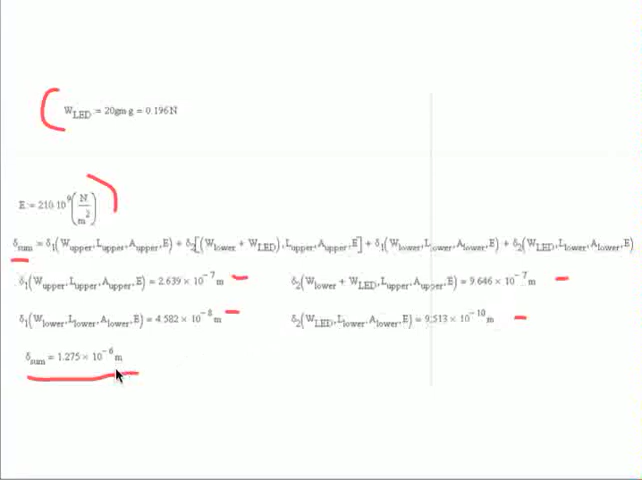 W_LED := 20gm·g = 0.196N
E := 210·10^9 (N/m^2)
δ_sum = δ_1(W_upper, L_upper, A_upper, E) + δ_2[(W_lower + W_LED), L_upper, A_upper, E] + δ_1(W_lower, L_lower, A_lower, E) + δ_2(W_LED, L_lower, A_lower, E)
δ_1(W_upper, L_upper, A_upper, E) = 2.639 × 10^-7 m δ_2(W_lower + W_LED, L_upper, A_upper, E) = 9.646 × 10^-7 m
δ_1(W_lower, L_lower, A_lower, E) = 4.582 × 10^-8 m δ_2(W_LED, L_lower, A_lower, E) = 9.513 × 10^-10 m
δ_sum = 1.275 × 10^-6 m